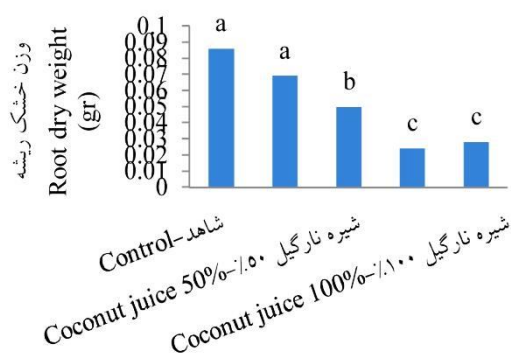 وزن خشک ریشه
Root dry weight
(gr)
0.1
0.09
0.08
0.07
0.06
0.05
0.04
0.03
0.02
0.01
0
a
a
b
c
c
Control-شاهد
Coconut juice 50%-٪۵۰ شیره نارگیل
Coconut juice 100%-٪۱۰۰ شیره نارگیل